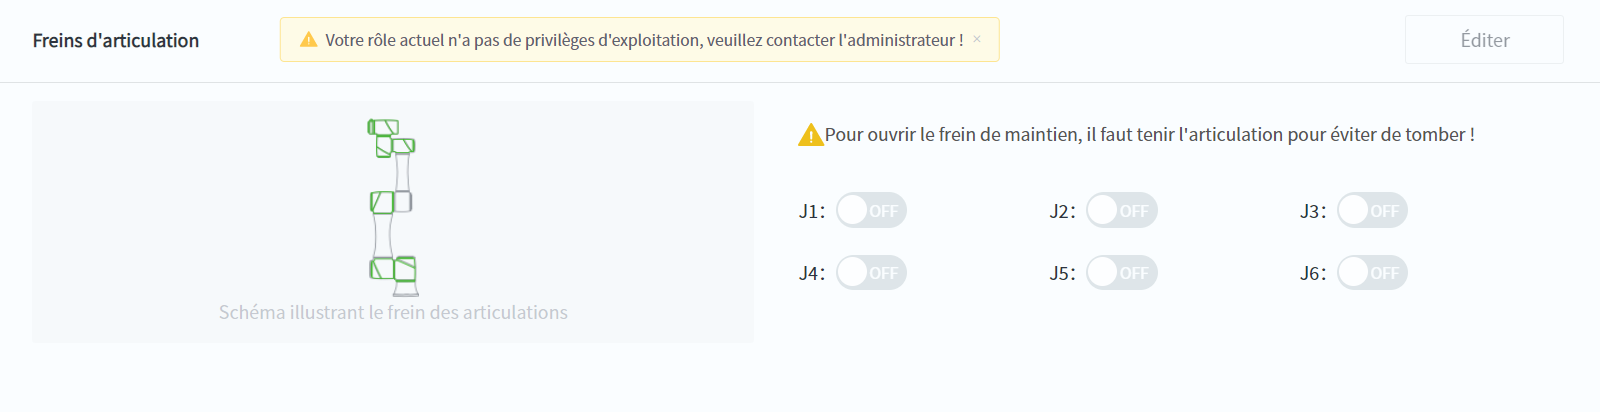 Freins d'articulation
Votre rôle actuel n'a pas de privilèges d'exploitation, veuillez contacter l'administrateur ! ×
Éditer
Schéma illustrant le frein des articulations
Pour ouvrir le frein de maintien, il faut tenir l'articulation pour éviter de tomber !
J1: OFF J2: OFF J3: OFF
J4: OFF J5: OFF J6: OFF